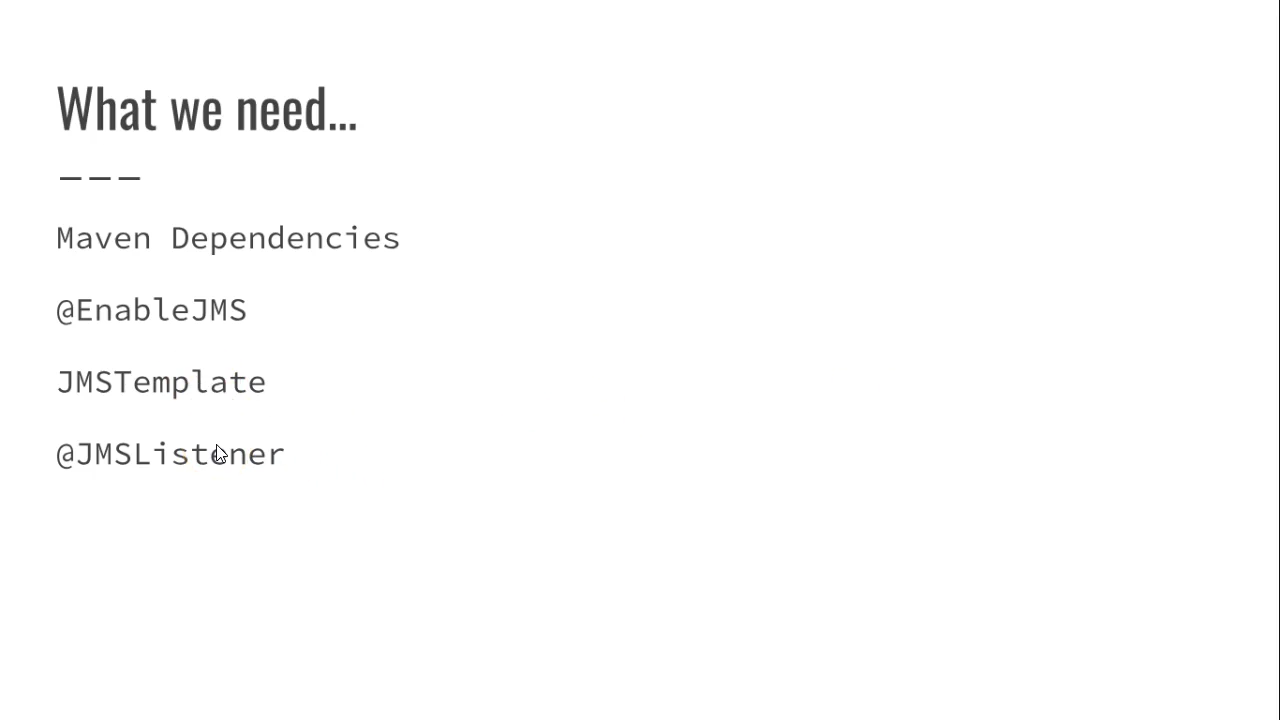 What we need...
Maven Dependencies
@EnableJMS
JMSTemplate
@JMSListener